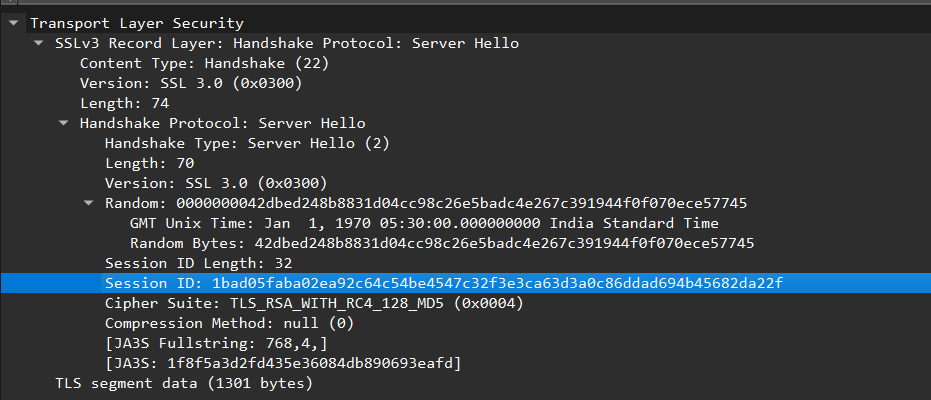 Transport Layer Security
SSLv3 Record Layer: Handshake Protocol: Server Hello
Content Type: Handshake (22)
Version: SSL 3.0 (0x0300)
Length: 74
Handshake Protocol: Server Hello
Handshake Type: Server Hello (2)
Length: 70
Version: SSL 3.0 (0x0300)
Random: 0000000042dbed248b8831d04cc98c26e5badc4e267c391944f0f070ece57745
GMT Unix Time: Jan  1, 1970 05:30:00.000000000 India Standard Time
Random Bytes: 42dbed248b8831d04cc98c26e5badc4e267c391944f0f070ece57745
Session ID Length: 32
Session ID: 1bad05faba02ea92c64c54be4547c32f3e3ca63d3a0c86ddad694b45682da22f
Cipher Suite: TLS_RSA_WITH_RC4_128_MD5 (0x0004)
Compression Method: null (0)
[JA3S Fullstring: 768,4,]
[JA3S: 1f8f5a3d2fd435e36084db890693eafd]
TLS segment data (1301 bytes)